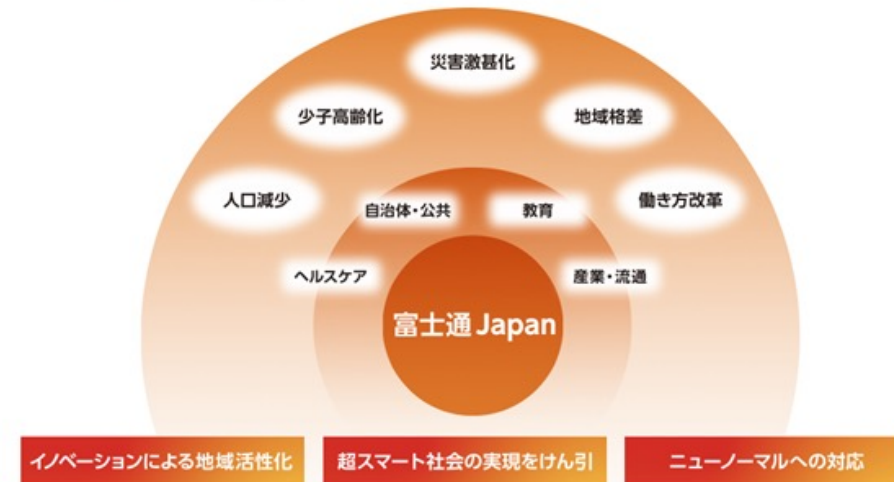 災害激甚化
少子高齢化
地域格差
人口減少
自治体・公共
教育
働き方改革
ヘルスケア
産業・流通
富士通 Japan
イノベーションによる地域活性化
超スマート社会の実現をけん引
ニューノーマルへの対応